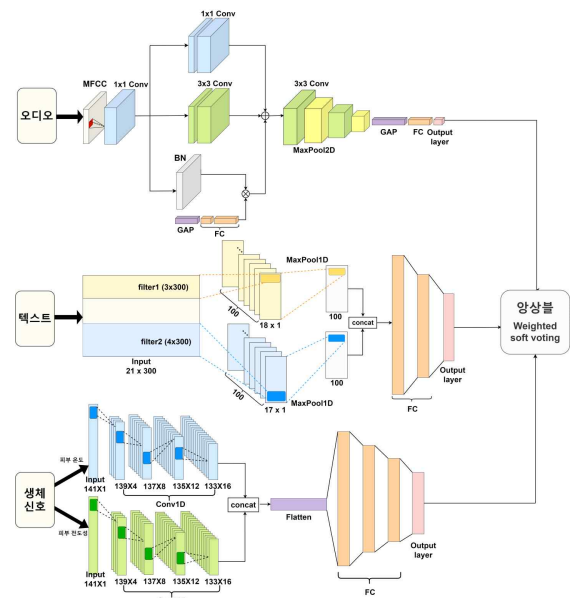 1x1 Conv
MFCC
1x1 Conv
3x3 Conv
3x3 Conv
오디오
MaxPool2D
GAP
FC
Output
layer
BN
GAP
FC
MaxPool1D
filter1 (3x300)
100
18 x 1
100
텍스트
concat
앙상블
Weighted
soft voting
filter2 (4x300)
Input
21 x 300
100
17 x 1
100
MaxPool1D
Output
layer
FC
피부 온도
Input
141X1
139X4
137X8
135X12
133X16
Conv1D
생체
신호
concat
Flatten
피부 전도성
Output
layer
Input
141X1
139X4
137X8
135X12
133X16
FC